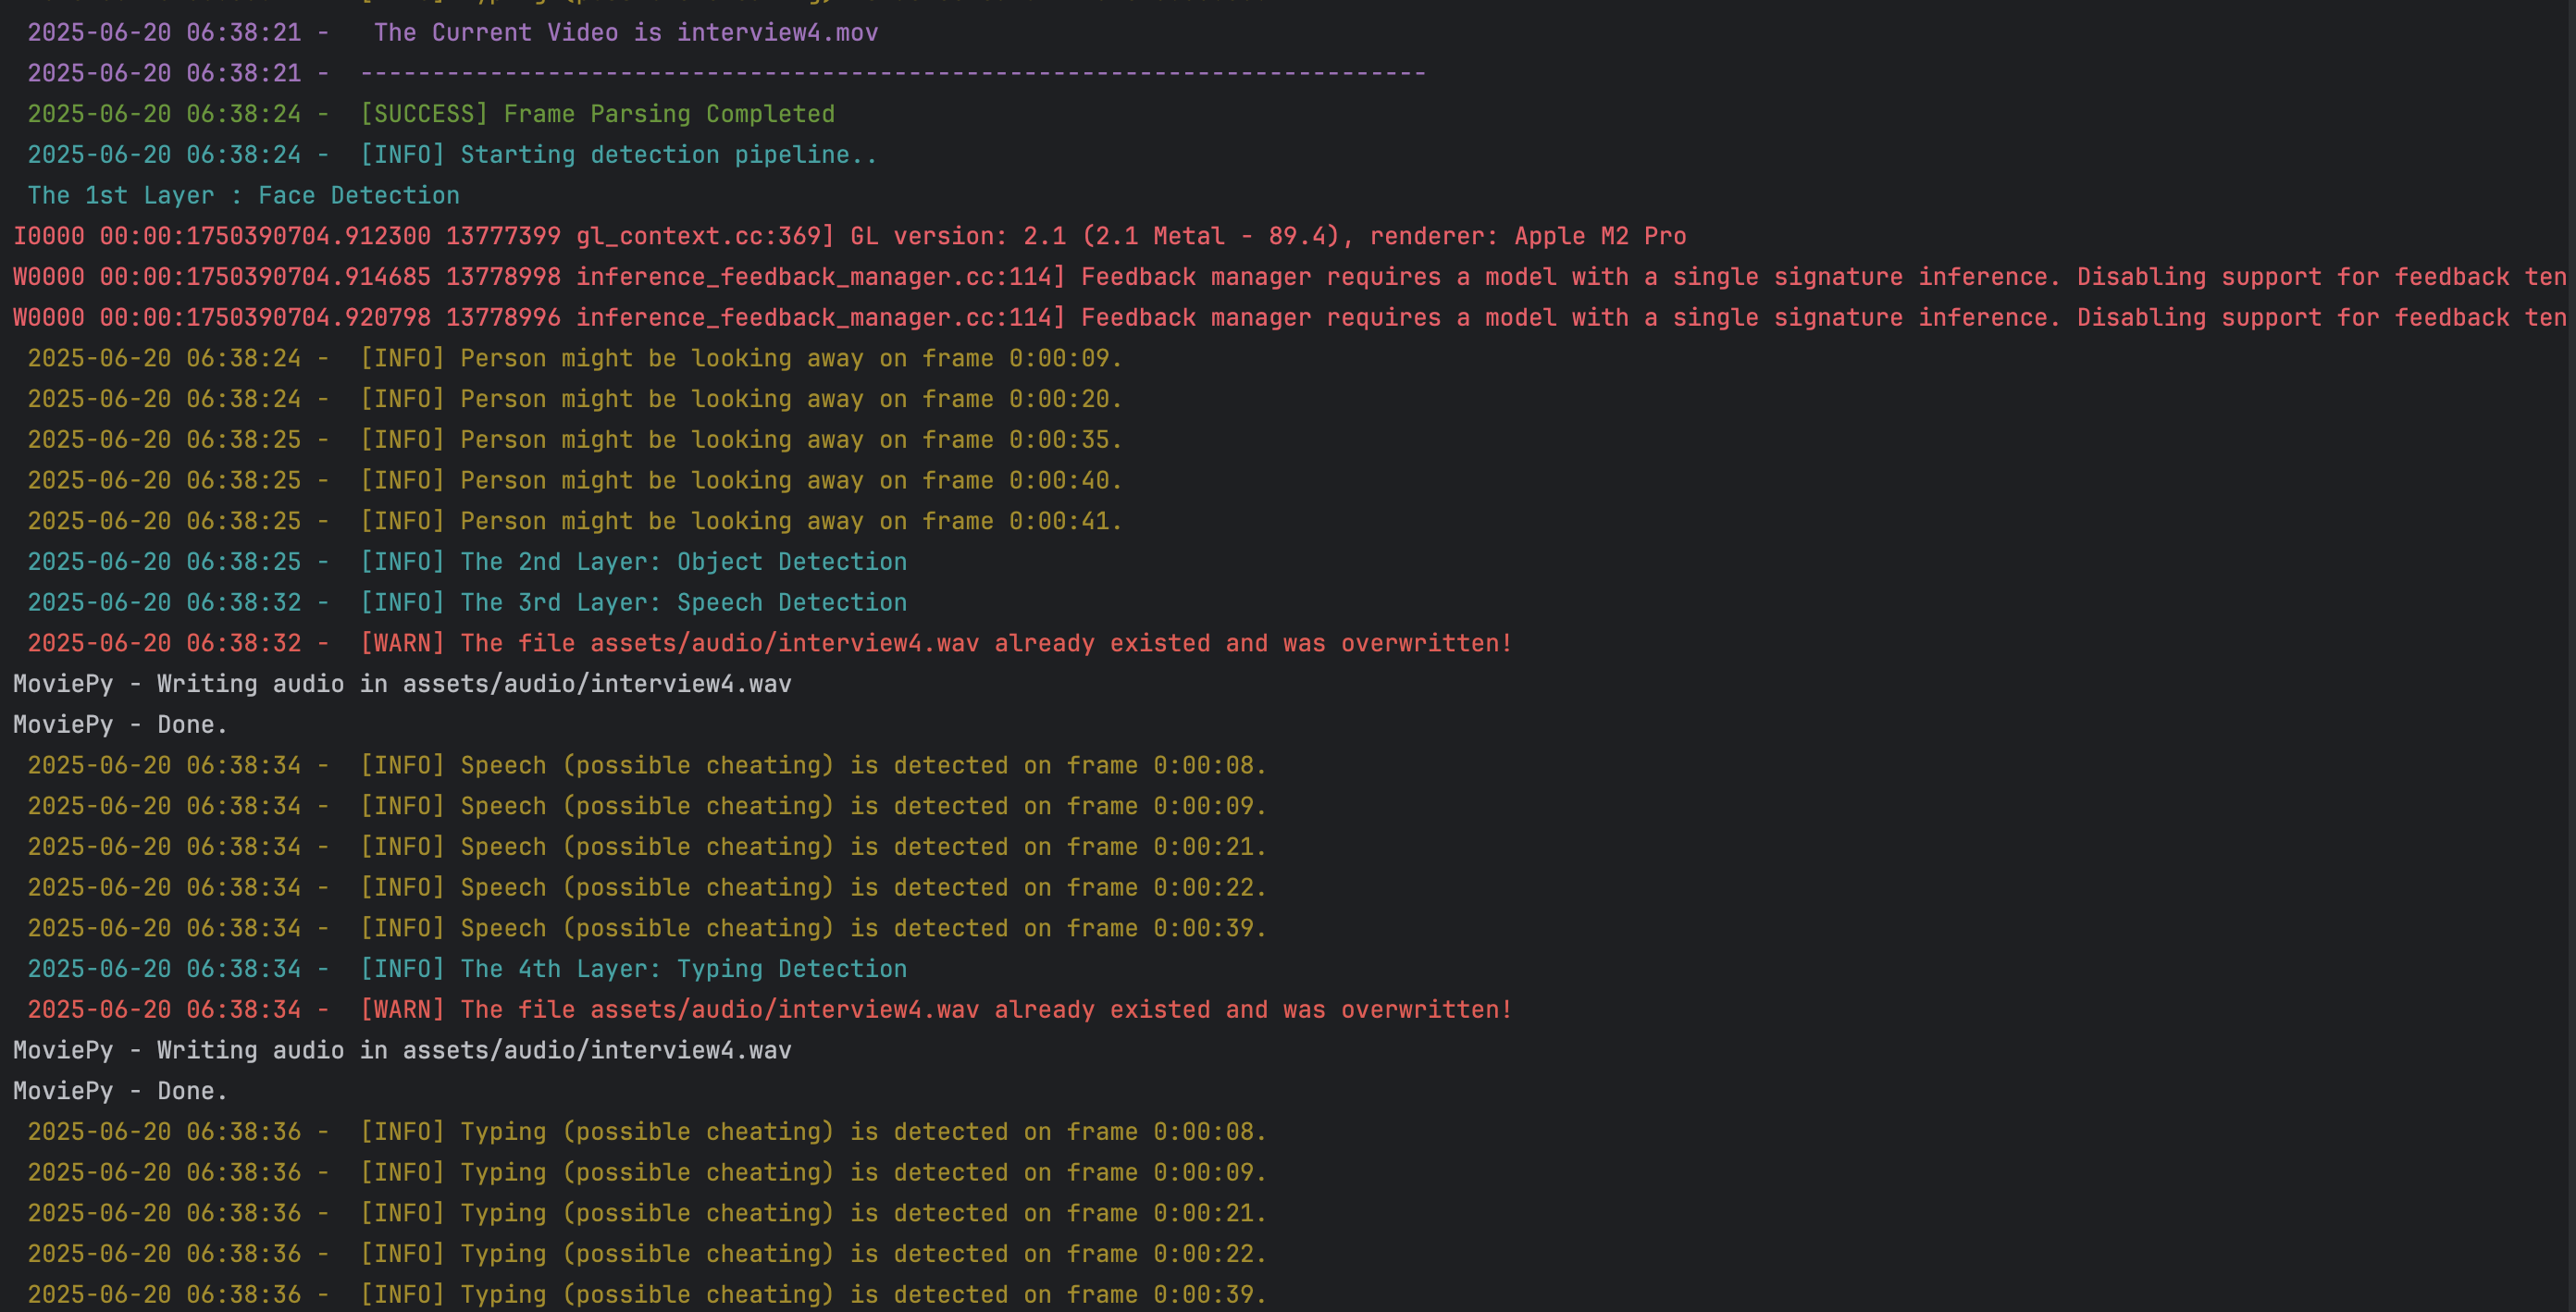 2025-06-20 06:38:21 -   The Current Video is interview4.mov
2025-06-20 06:38:21 -  --------------------------------------------------------------------------
2025-06-20 06:38:24 -  [SUCCESS] Frame Parsing Completed
2025-06-20 06:38:24 -  [INFO] Starting detection pipeline..
The 1st Layer : Face Detection
I0000 00:00:1750390704.912300 13777399 gl_context.cc:369] GL version: 2.1 (2.1 Metal - 89.4), renderer: Apple M2 Pro
W0000 00:00:1750390704.914685 13778998 inference_feedback_manager.cc:114] Feedback manager requires a model with a single signature inference. Disabling support for feedback ten
W0000 00:00:1750390704.920798 13778996 inference_feedback_manager.cc:114] Feedback manager requires a model with a single signature inference. Disabling support for feedback ten
2025-06-20 06:38:24 -  [INFO] Person might be looking away on frame 0:00:09.
2025-06-20 06:38:24 -  [INFO] Person might be looking away on frame 0:00:20.
2025-06-20 06:38:25 -  [INFO] Person might be looking away on frame 0:00:35.
2025-06-20 06:38:25 -  [INFO] Person might be looking away on frame 0:00:40.
2025-06-20 06:38:25 -  [INFO] Person might be looking away on frame 0:00:41.
2025-06-20 06:38:25 -  [INFO] The 2nd Layer: Object Detection
2025-06-20 06:38:32 -  [INFO] The 3rd Layer: Speech Detection
2025-06-20 06:38:32 -  [WARN] The file assets/audio/interview4.wav already existed and was overwritten!
MoviePy - Writing audio in assets/audio/interview4.wav
MoviePy - Done.
2025-06-20 06:38:34 -  [INFO] Speech (possible cheating) is detected on frame 0:00:08.
2025-06-20 06:38:34 -  [INFO] Speech (possible cheating) is detected on frame 0:00:09.
2025-06-20 06:38:34 -  [INFO] Speech (possible cheating) is detected on frame 0:00:21.
2025-06-20 06:38:34 -  [INFO] Speech (possible cheating) is detected on frame 0:00:22.
2025-06-20 06:38:34 -  [INFO] Speech (possible cheating) is detected on frame 0:00:39.
2025-06-20 06:38:34 -  [INFO] The 4th Layer: Typing Detection
2025-06-20 06:38:34 -  [WARN] The file assets/audio/interview4.wav already existed and was overwritten!
MoviePy - Writing audio in assets/audio/interview4.wav
MoviePy - Done.
2025-06-20 06:38:36 -  [INFO] Typing (possible cheating) is detected on frame 0:00:08.
2025-06-20 06:38:36 -  [INFO] Typing (possible cheating) is detected on frame 0:00:09.
2025-06-20 06:38:36 -  [INFO] Typing (possible cheating) is detected on frame 0:00:21.
2025-06-20 06:38:36 -  [INFO] Typing (possible cheating) is detected on frame 0:00:22.
2025-06-20 06:38:36 -  [INFO] Typing (possible cheating) is detected on frame 0:00:39.